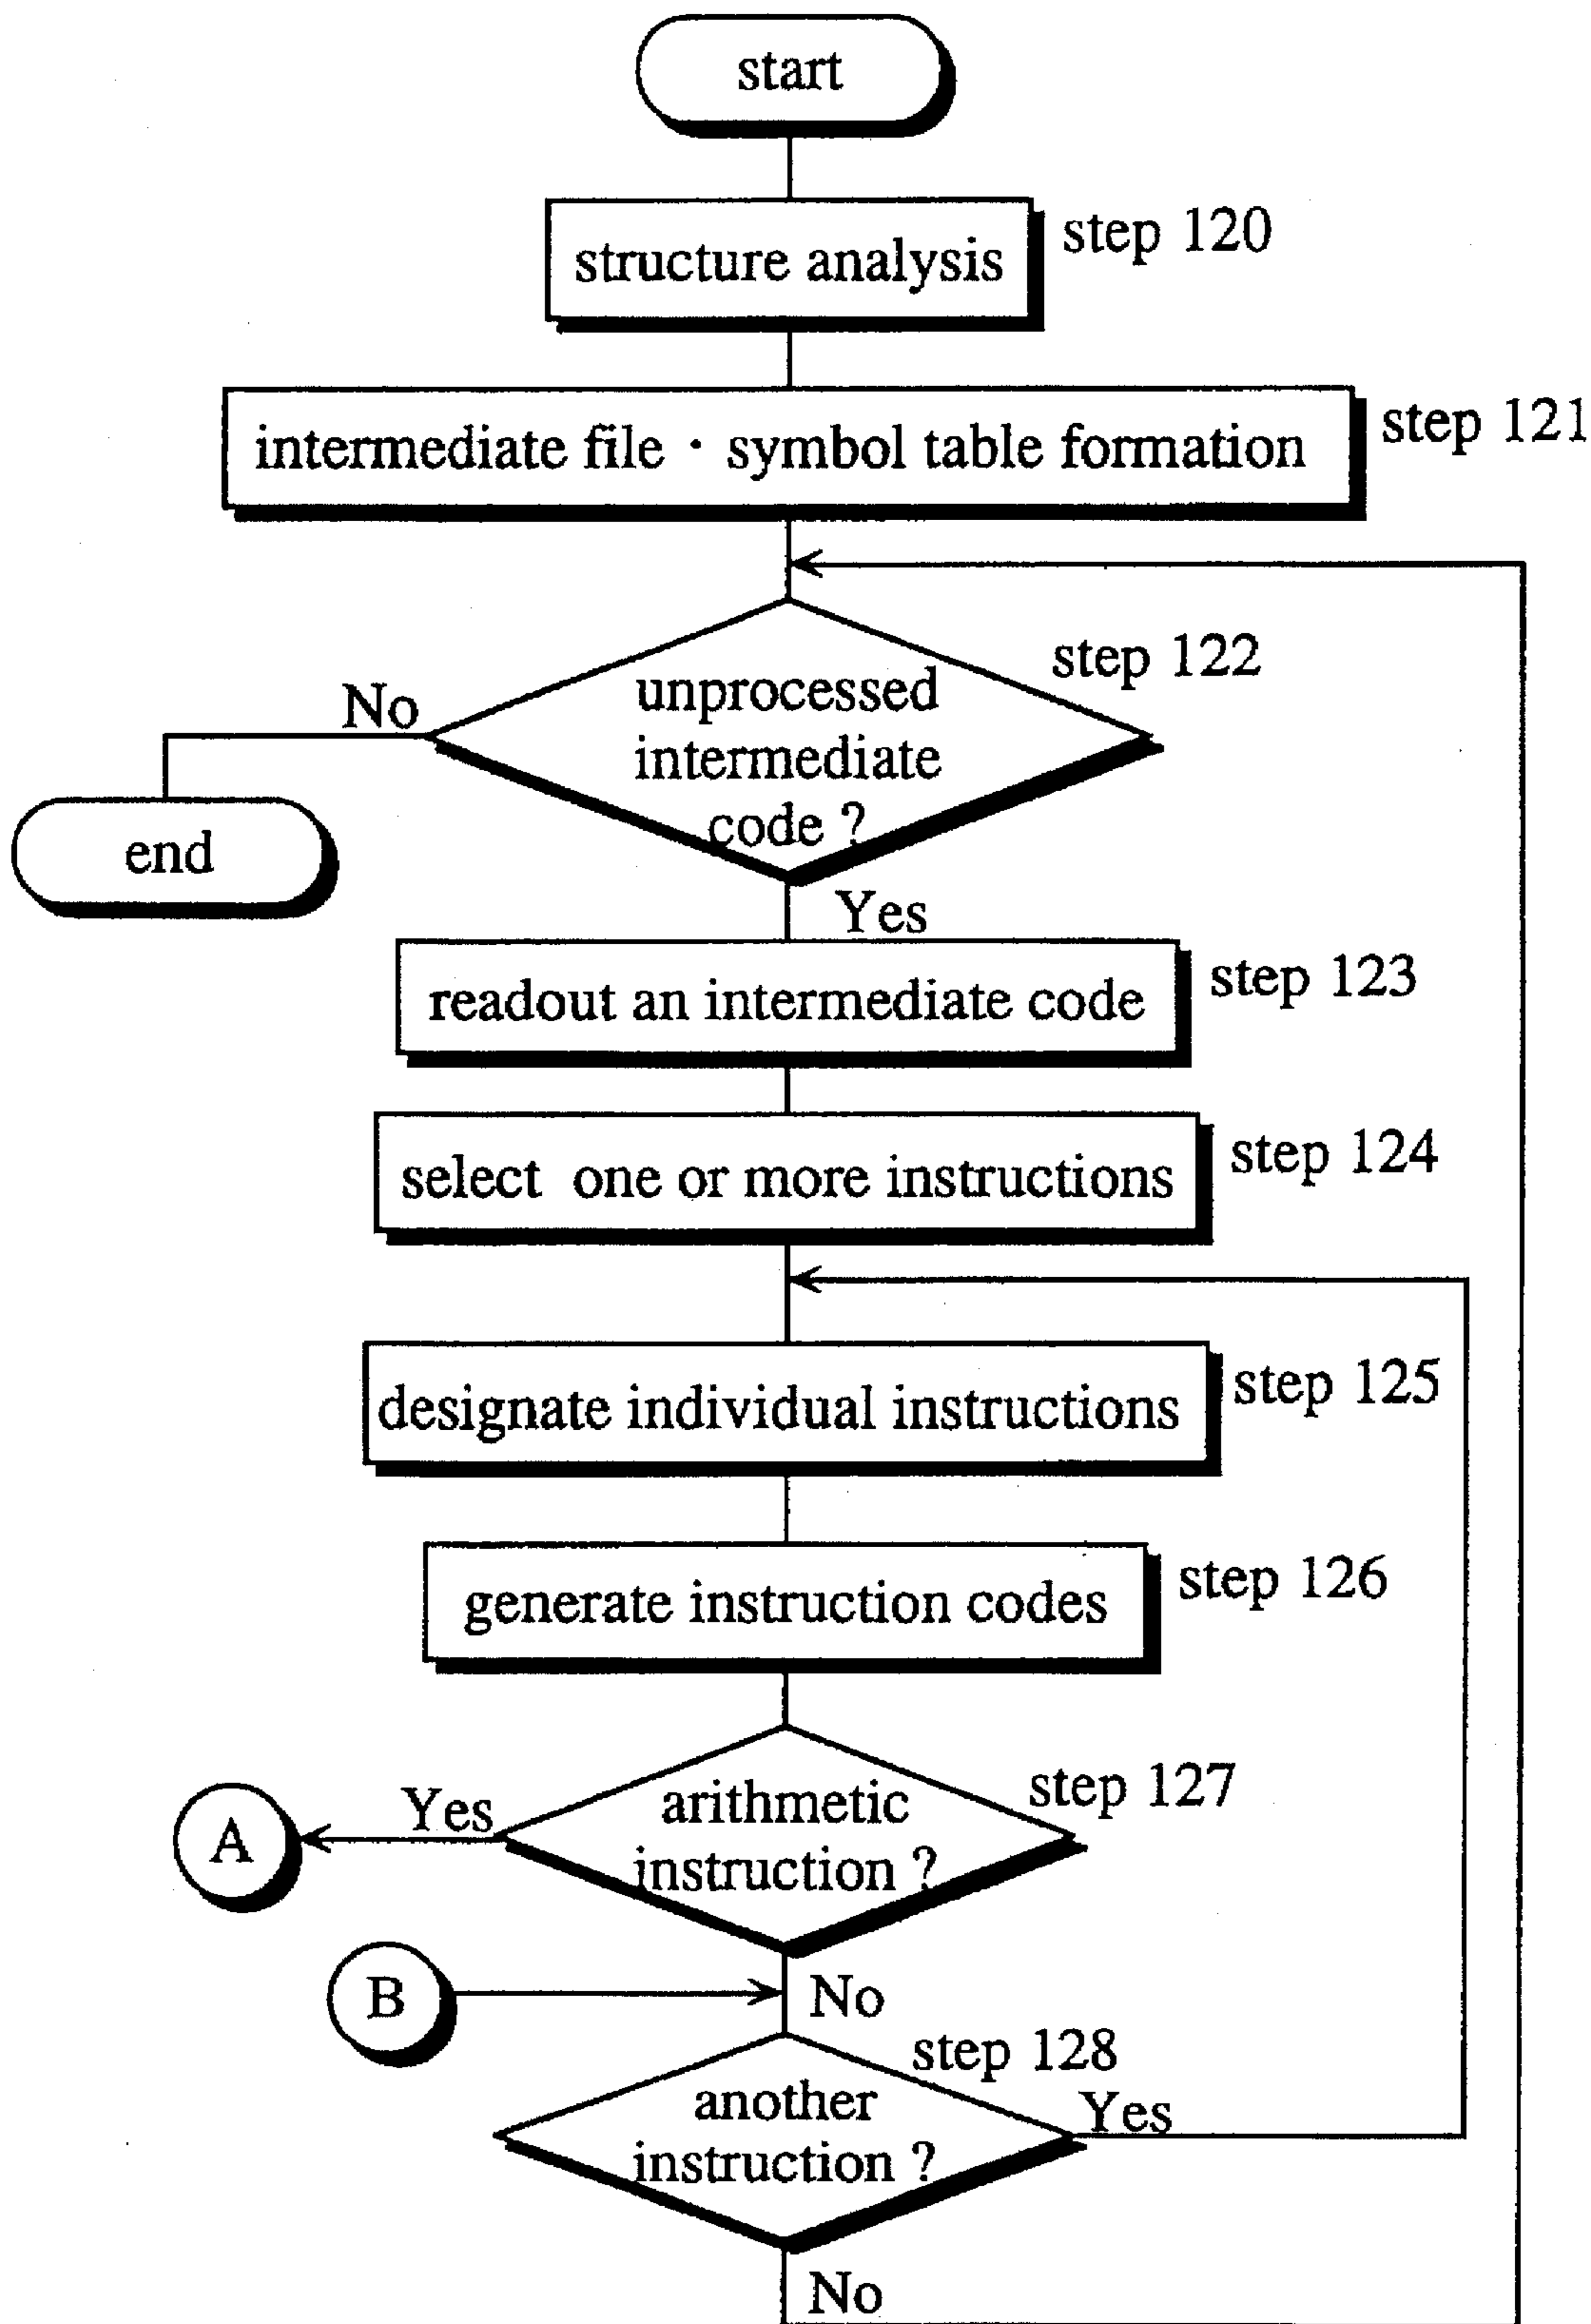 start
structure analysis
step 120
intermediate file · symbol table formation
step 121
step 122
unprocessed
intermediate
code ?
No
end
Yes
readout an intermediate code
step 123
select one or more instructions
step 124
designate individual instructions
step 125
generate instruction codes
step 126
arithmetic
instruction ?
step 127
Yes
A
B
No
step 128
another
instruction ?
Yes
No